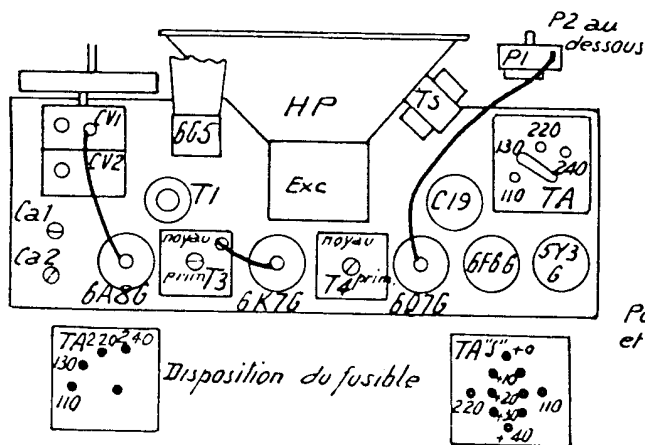 P2 au
dessous
P1
HP
Ts
6G5
CV1
CV2
220
130
240
110
TA
T1
Exc
C19
Ca1
Ca2
noyau
prim
T3
noyau
prim.
T4
6A8G
6K7G
6Q7G
6F6G
5Y3
G
Po
et
TA 220 240
130
110
Disposition du fusible
TA"S"
+0
+10
220
+20
110
+30
+40